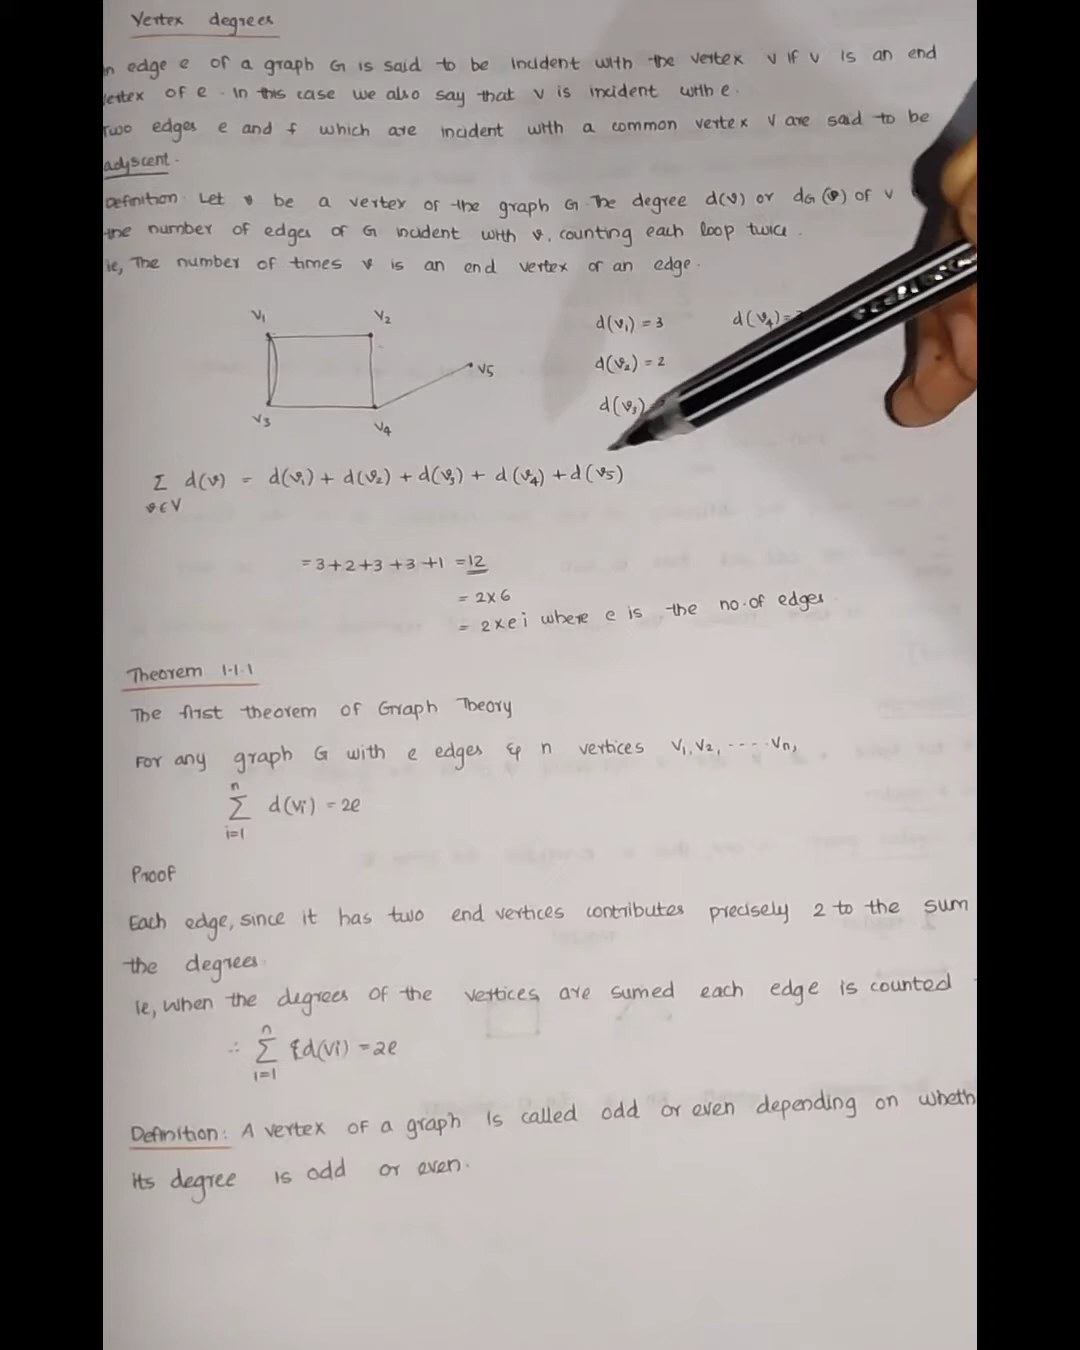 Vertex degrees
n edge e of a graph G is said to be incident with the vertex v if v is an end
vertex of e. In this case we also say that v is incident with e.
Two edges e and f which are incident with a common vertex v are said to be
adjscent.
Definition: Let v be a vertex of the graph G. The degree d(v) or dG(v) of v
the number of edges of G incident with v, counting each loop twice.
ie, The number of times v is an end vertex of an edge.
V1 V2 d(v1) = 3 d(v4) =
V5 d(v2) = 2
V3 V4 d(v3)
Σ d(v) = d(v1) + d(v2) + d(v3) + d(v4) + d(v5)
v∈V
= 3+2+3+3+1 = 12
= 2×6
= 2×e; where e is the no.of edges
Theorem 1.1.1
The first theorem of Graph Theory
For any graph G with e edges & n vertices V1, V2, ---- Vn,
n
Σ d(vi) = 2e
i=1
Proof
Each edge, since it has two end vertices contributes precisely 2 to the sum
the degrees.
ie, when the degrees of the vertices are sumed each edge is counted
n
∴ Σ d(vi) = 2e
i=1
Definition: A vertex of a graph is called odd or even depending on wheth
its degree is odd or even.